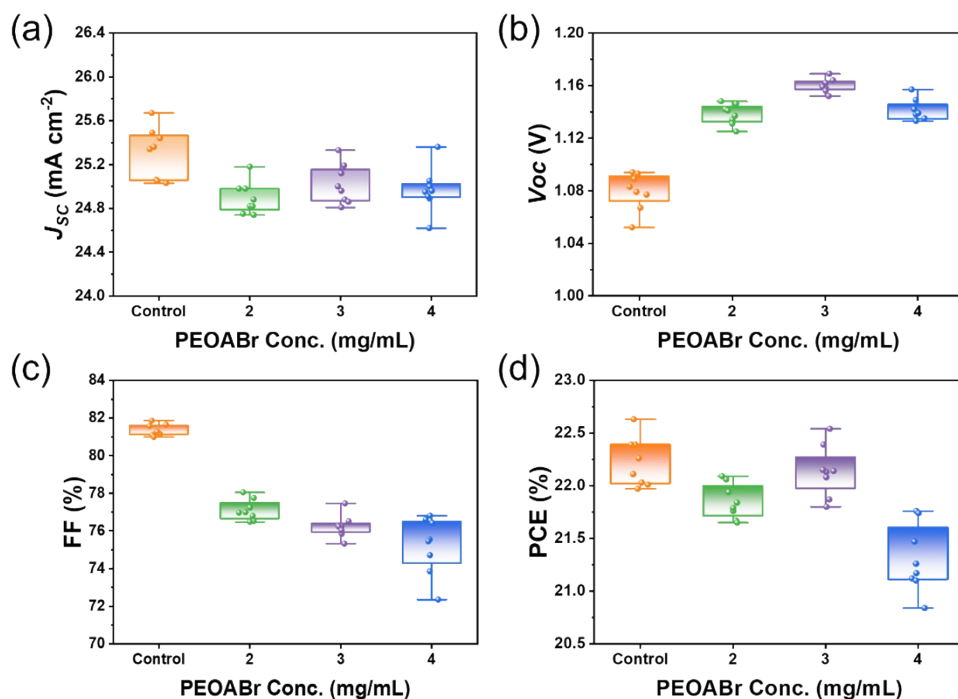 (a)
26.4
26.0
25.6
25.2
24.8
24.4
24.0
J_SC (mA cm⁻²)
Control 2 3 4
PEOABr Conc. (mg/mL)
(b)
1.20
1.16
1.12
1.08
1.04
1.00
Voc (V)
Control 2 3 4
PEOABr Conc. (mg/mL)
(c)
84
82
80
78
76
74
72
70
FF (%)
Control 2 3 4
PEOABr Conc. (mg/mL)
(d)
23.0
22.5
22.0
21.5
21.0
20.5
PCE (%)
Control 2 3 4
PEOABr Conc. (mg/mL)